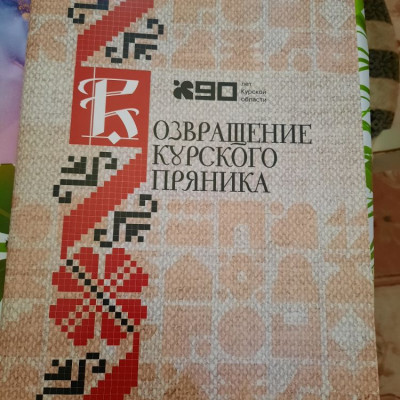 90 лет
Курской
области
ВОЗВРАЩЕНИЕ
КУРСКОГО
ПРЯНИКА